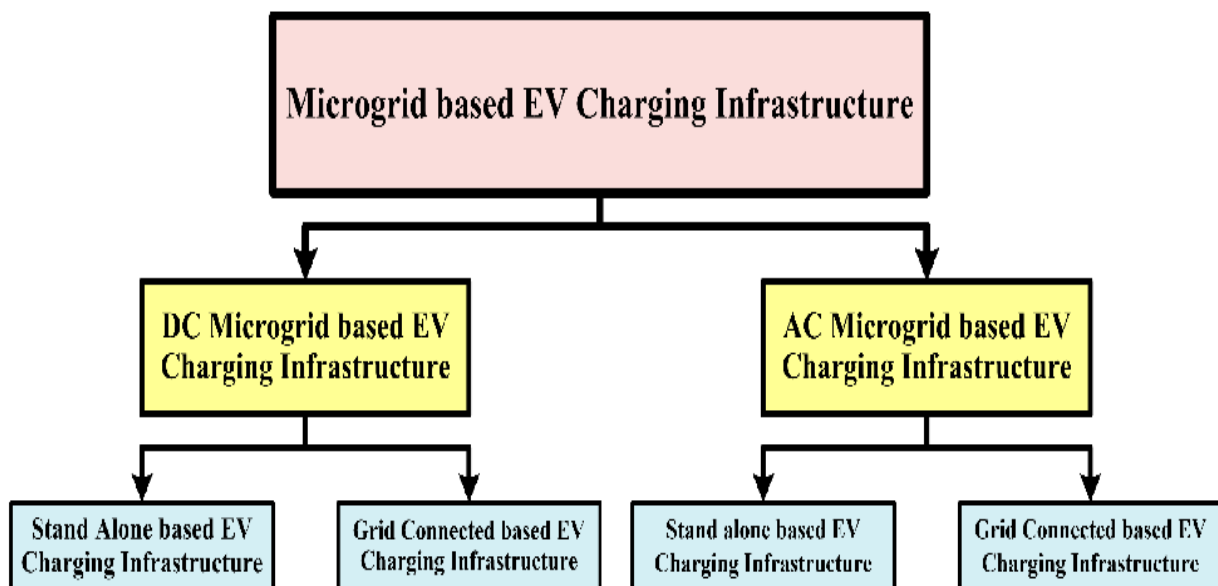 Microgrid based EV Charging Infrastructure
DC Microgrid based EV
Charging Infrastructure
AC Microgrid based EV
Charging Infrastructure
Stand Alone based EV
Charging Infrastructure
Grid Connected based EV
Charging Infrastructure
Stand alone based EV
Charging Infrastructure
Grid Connected based EV
Charging Infrastructure